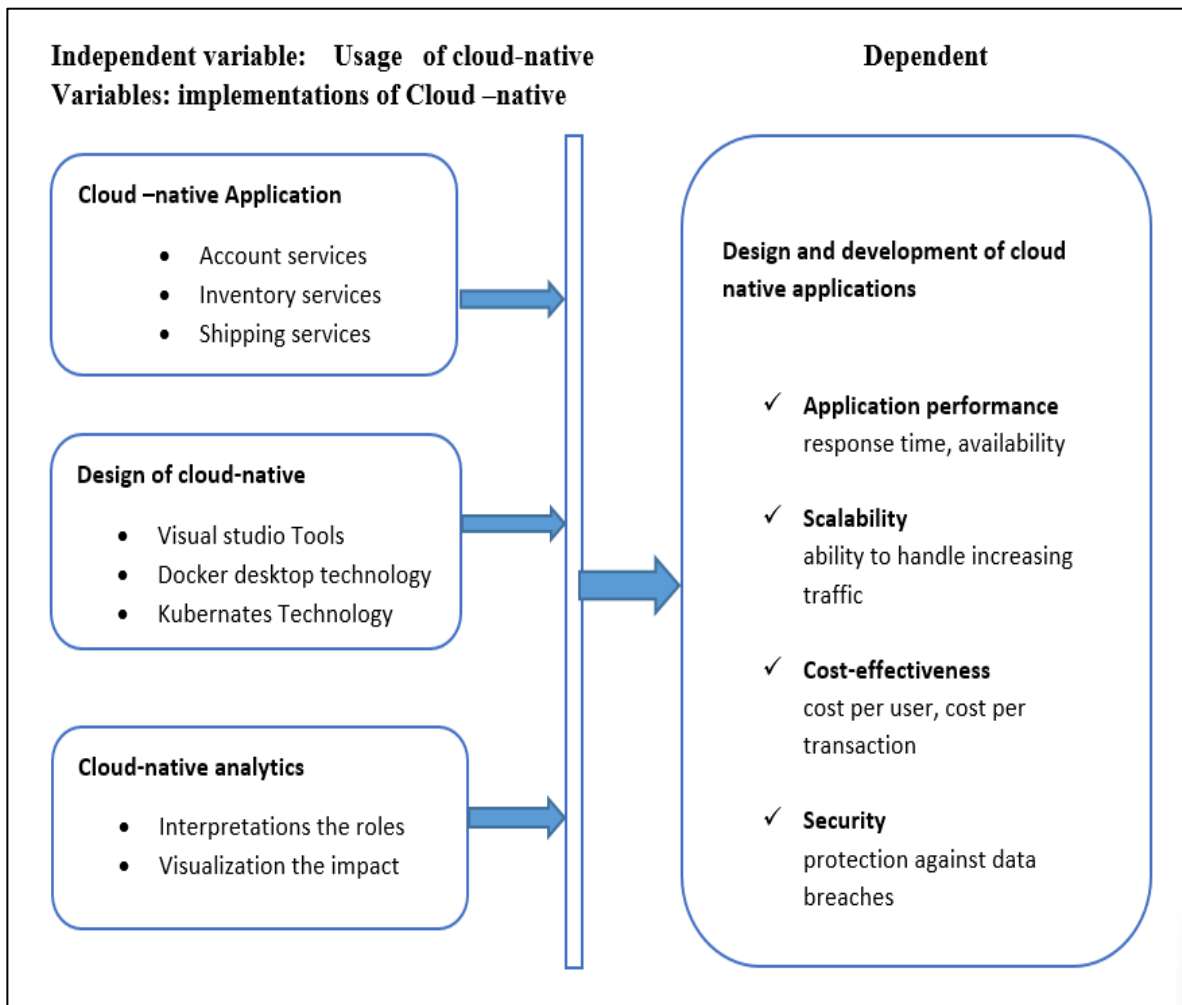 Independent variable: Usage of cloud-native
Variables: implementations of Cloud –native
Dependent
Cloud –native Application
• Account services
• Inventory services
• Shipping services
Design of cloud-native
• Visual studio Tools
• Docker desktop technology
• Kubernates Technology
Cloud-native analytics
• Interpretations the roles
• Visualization the impact
Design and development of cloud
native applications
✓ Application performance
response time, availability
✓ Scalability
ability to handle increasing
traffic
✓ Cost-effectiveness
cost per user, cost per
transaction
✓ Security
protection against data
breaches